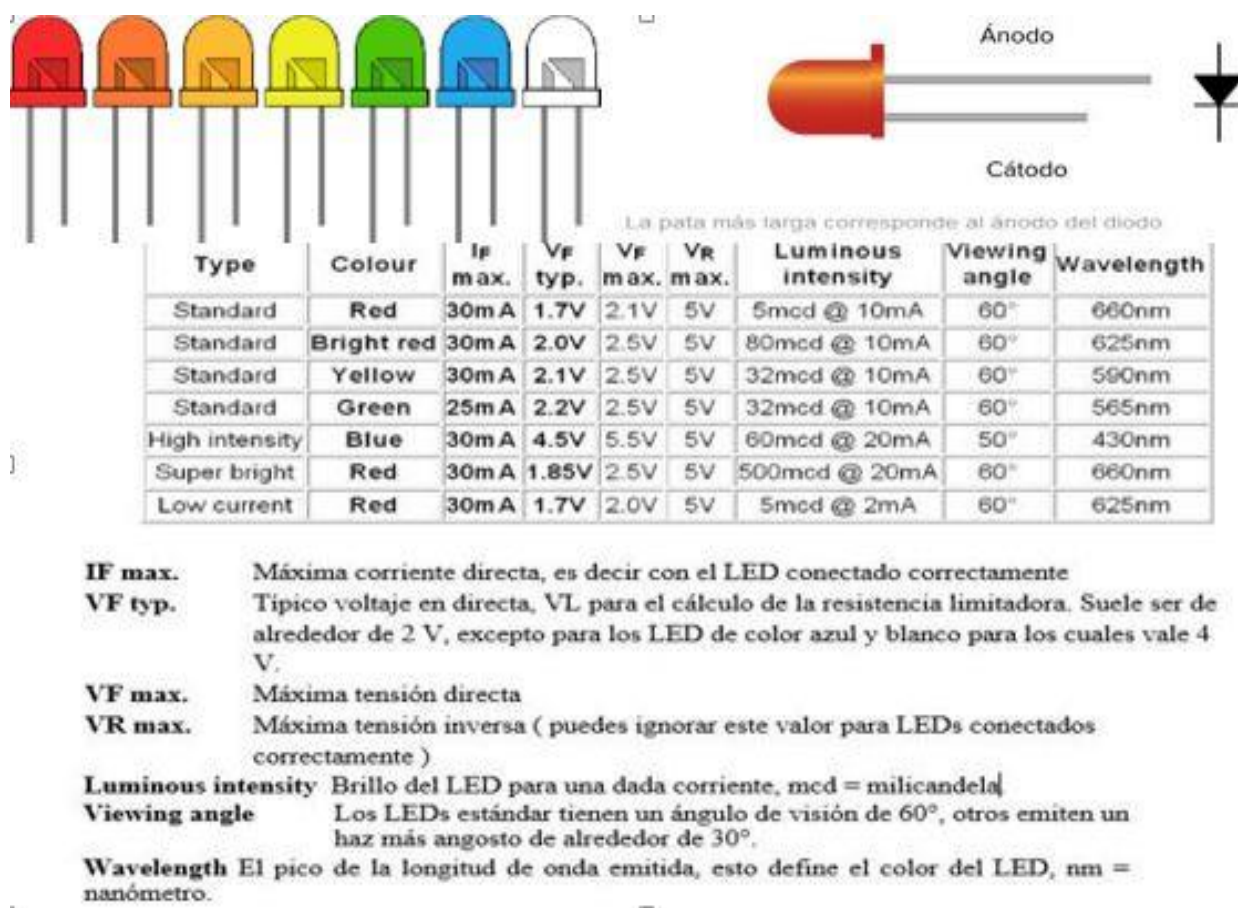 Ánodo
Cátodo
La pata más larga corresponde al ánodo del diodo
Type Colour IF max. VF typ. VF max. VR max. Luminous intensity Viewing angle Wavelength
Standard Red 30mA 1.7V 2.1V 5V 5mcd @ 10mA 60° 660nm
Standard Bright red 30mA 2.0V 2.5V 5V 80mcd @ 10mA 60° 625nm
Standard Yellow 30mA 2.1V 2.5V 5V 32mcd @ 10mA 60° 590nm
Standard Green 25mA 2.2V 2.5V 5V 32mcd @ 10mA 60° 565nm
High intensity Blue 30mA 4.5V 5.5V 5V 60mcd @ 20mA 50° 430nm
Super bright Red 30mA 1.85V 2.5V 5V 500mcd @ 20mA 60° 660nm
Low current Red 30mA 1.7V 2.0V 5V 5mcd @ 2mA 60° 625nm
IF max. Máxima corriente directa, es decir con el LED conectado correctamente
VF typ. Típico voltaje en directa, VL para el cálculo de la resistencia limitadora. Suele ser de
alrededor de 2 V, excepto para los LED de color azul y blanco para los cuales vale 4
V.
VF max. Máxima tensión directa
VR max. Máxima tensión inversa ( puedes ignorar este valor para LEDs conectados
correctamente )
Luminous intensity Brillo del LED para una dada corriente, mcd = milicandela
Viewing angle Los LEDs estándar tienen un ángulo de visión de 60°, otros emiten un
haz más angosto de alrededor de 30°.
Wavelength El pico de la longitud de onda emitida, esto define el color del LED, nm =
nanómetro.